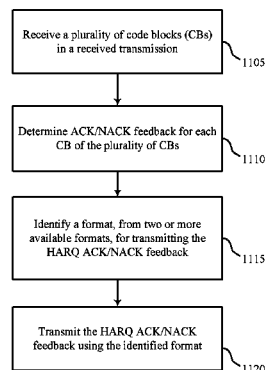 Receive a plurality of code blocks (CBs)
in a received transmission
1105
Determine ACK/NACK feedback for each
CB of the plurality of CBs
1110
Identify a format, from two or more
available formats, for transmitting the
HARQ ACK/NACK feedback
1115
Transmit the HARQ ACK/NACK
feedback using the identified format
1120